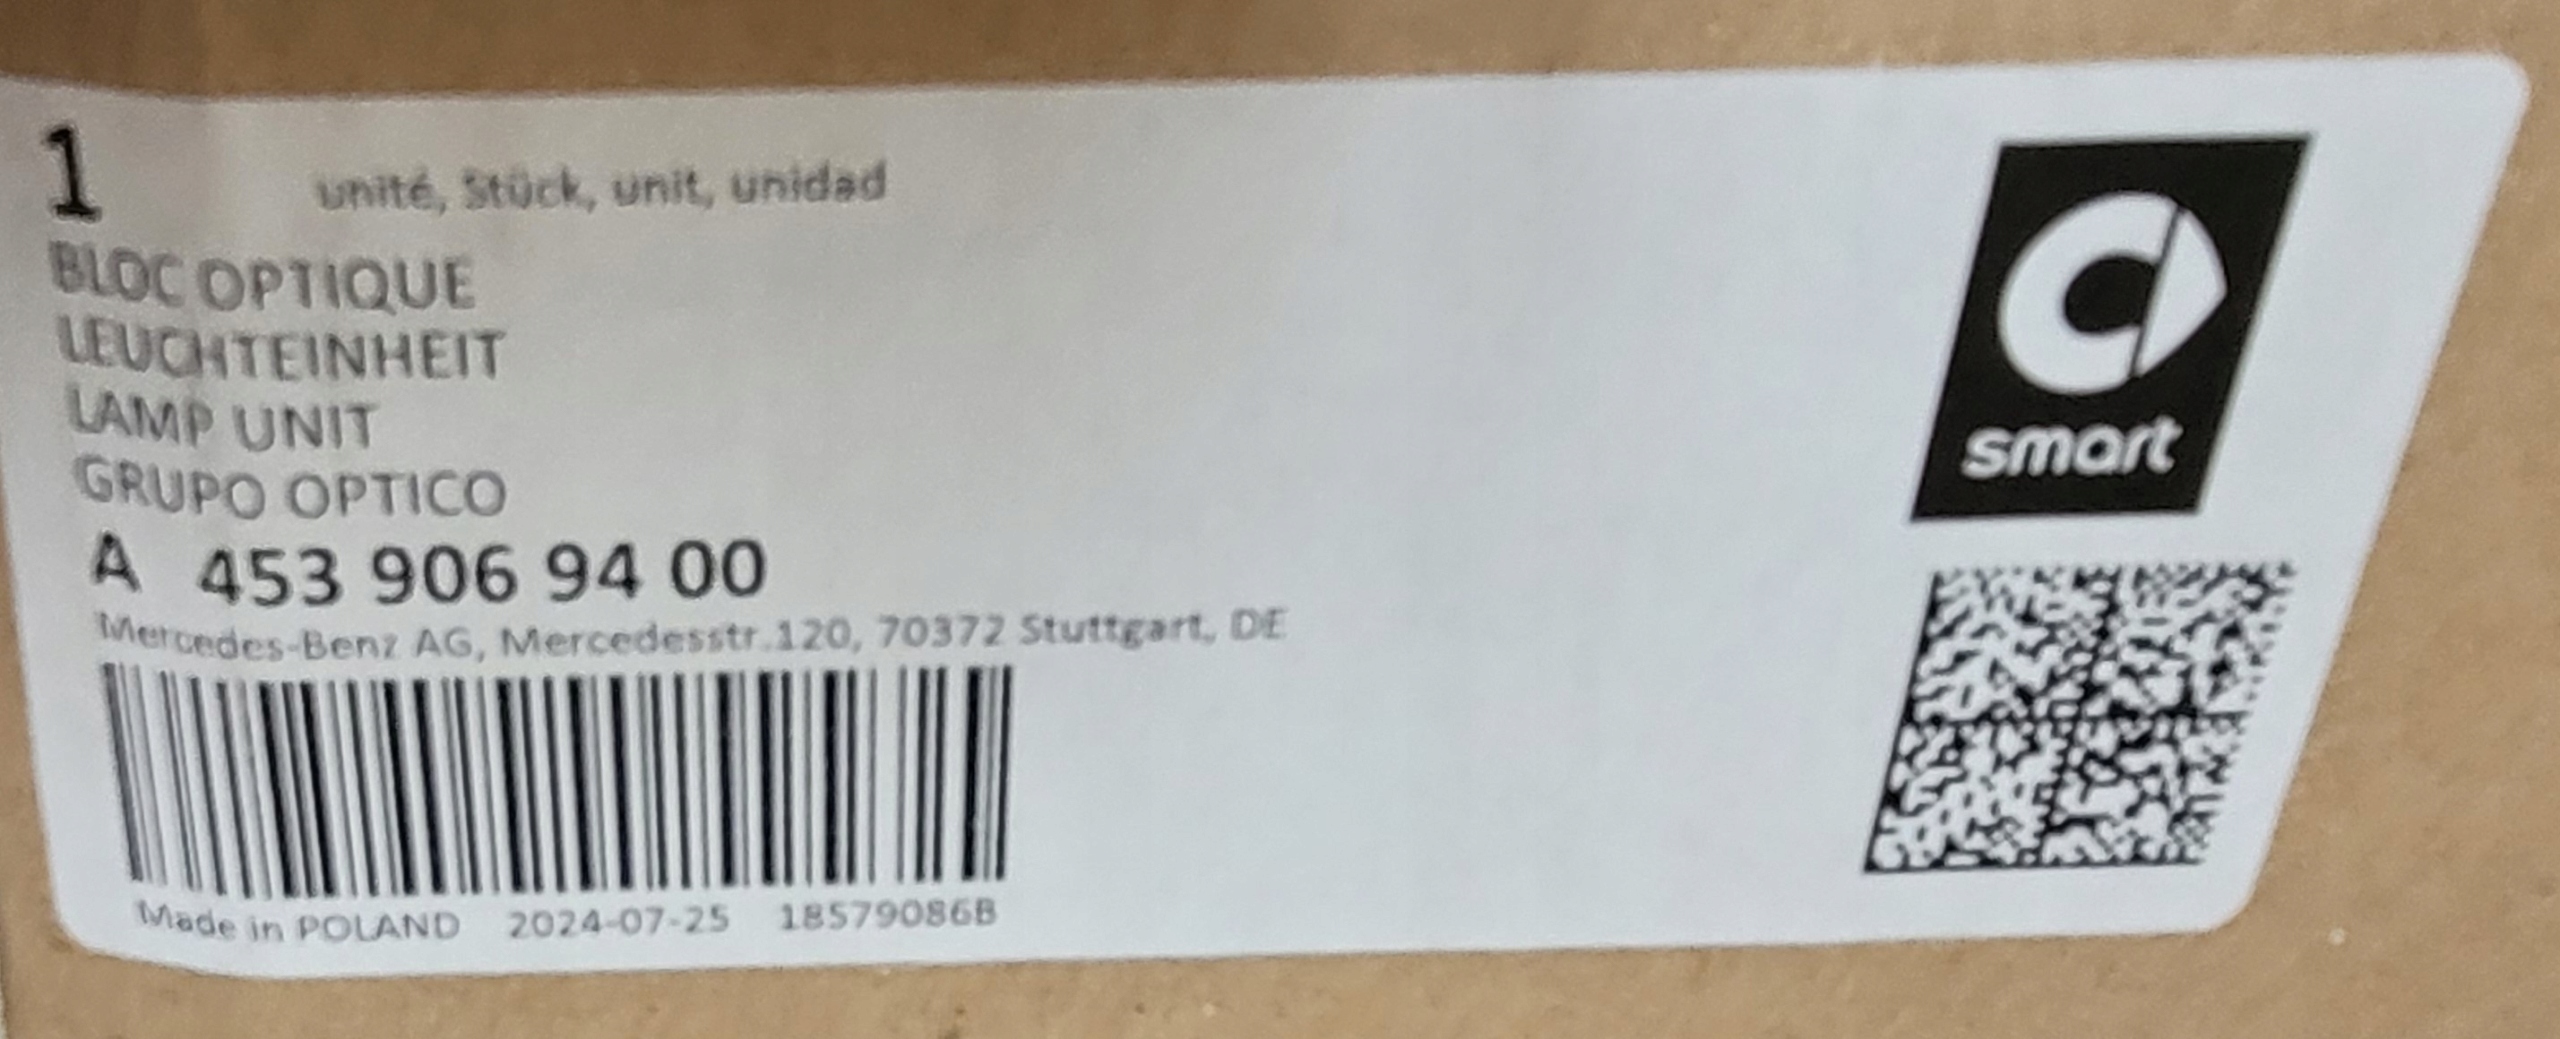 1 unité, Stück, unit, unidad
BLOC OPTIQUE
LEUCHTEINHEIT
LAMP UNIT
GRUPO OPTICO
A 453 906 94 00
Mercedes-Benz AG, Mercedesstr.120, 70372 Stuttgart, DE
Made in POLAND 2024-07-25 18579086B
smart